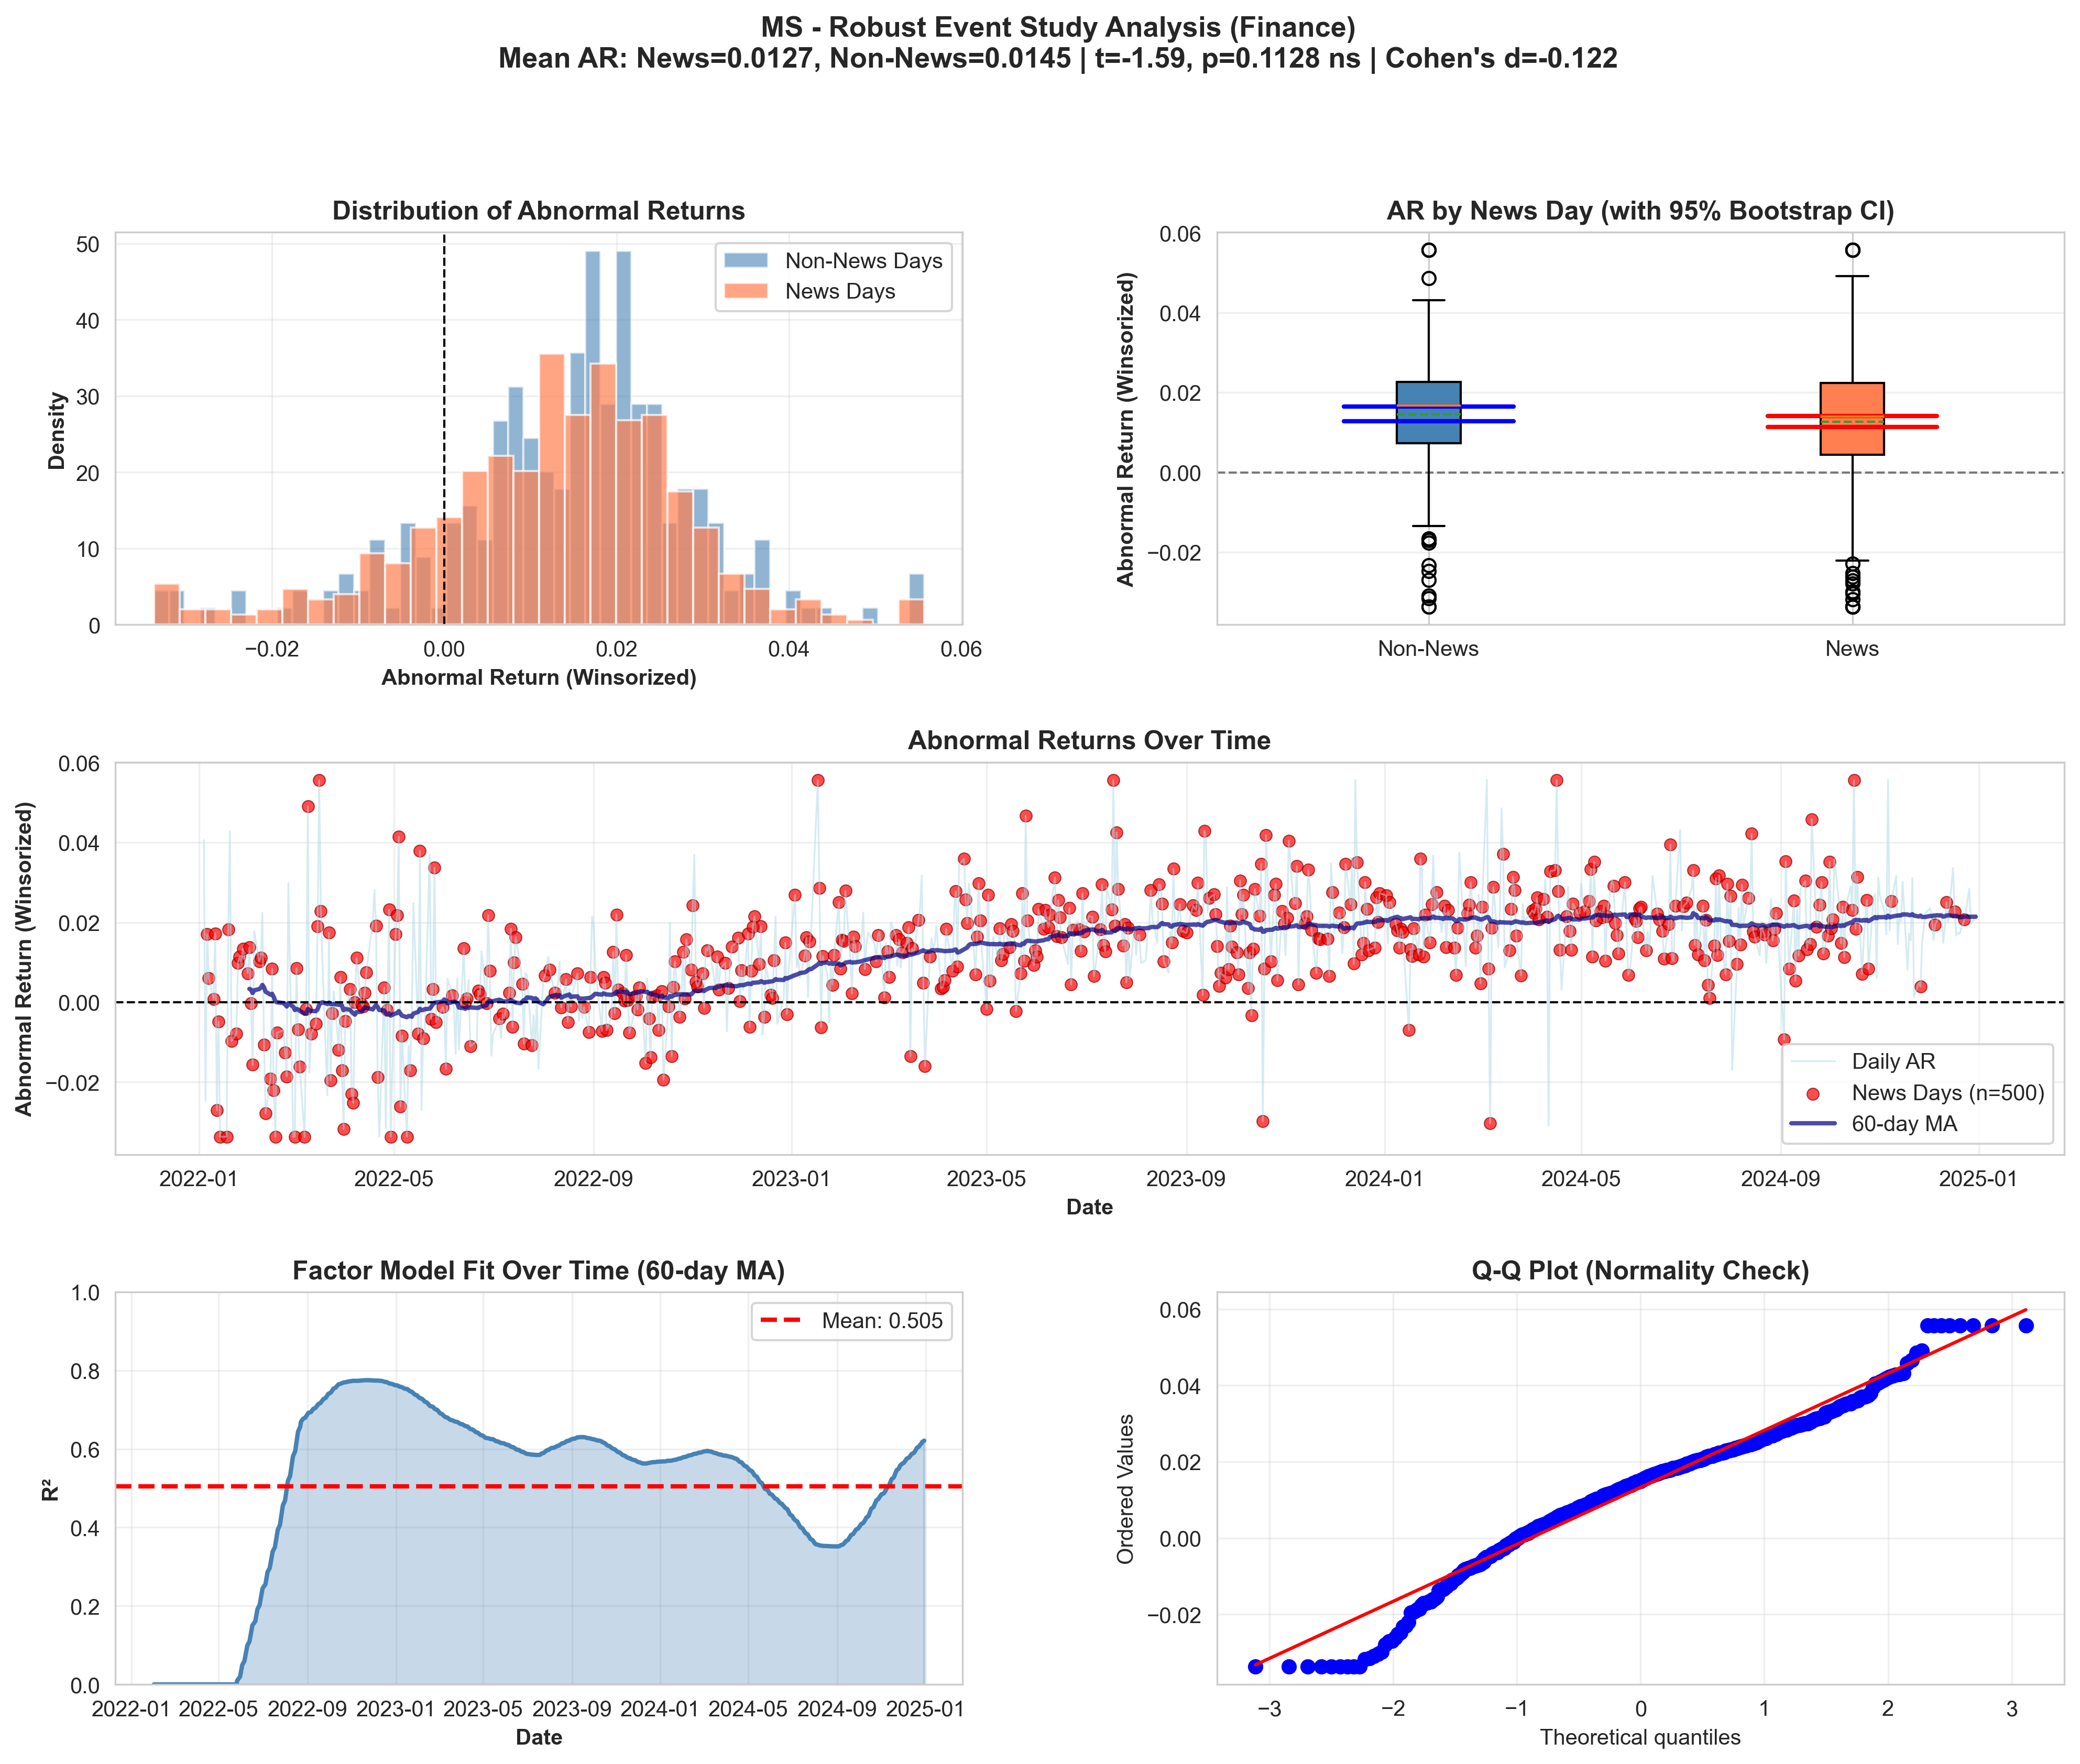 MS - Robust Event Study Analysis (Finance)
Mean AR: News=0.0127, Non-News=0.0145 | t=-1.59, p=0.1128 ns | Cohen's d=-0.122
Distribution of Abnormal Returns
Density
50
40
30
20
10
0
Non-News Days
News Days
−0.02
0.00
0.02
0.04
0.06
Abnormal Return (Winsorized)
AR by News Day (with 95% Bootstrap CI)
Abnormal Return (Winsorized)
0.06
0.04
0.02
0.00
−0.02
Non-News
News
Abnormal Returns Over Time
Abnormal Return (Winsorized)
0.06
0.04
0.02
0.00
−0.02
Daily AR
News Days (n=500)
60-day MA
2022-01
2022-05
2022-09
2023-01
2023-05
2023-09
2024-01
2024-05
2024-09
2025-01
Date
Factor Model Fit Over Time (60-day MA)
R²
1.0
0.8
0.6
0.4
0.2
0.0
Mean: 0.505
2022-01
2022-05
2022-09
2023-01
2023-05
2023-09
2024-01
2024-05
2024-09
2025-01
Date
Q-Q Plot (Normality Check)
Ordered Values
0.06
0.04
0.02
0.00
−0.02
−3
−2
−1
0
1
2
3
Theoretical quantiles